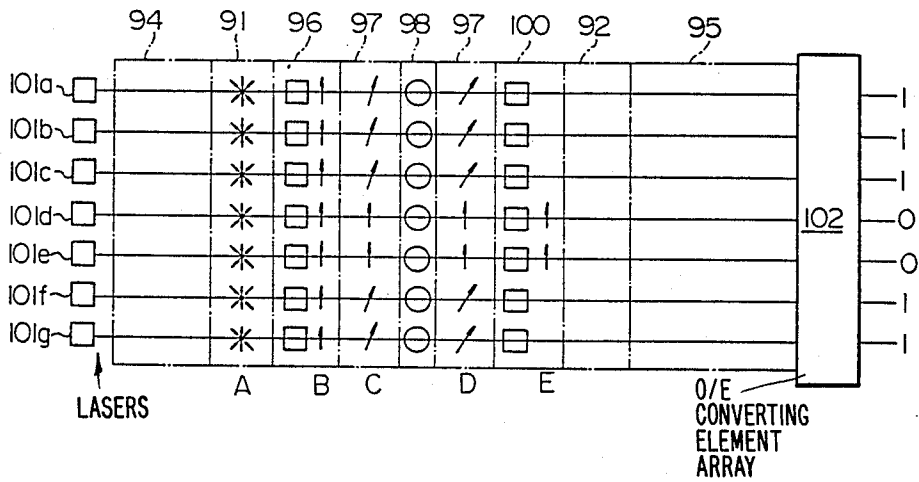 94 91 96 97 98 97 100 92 95
101a 1
101b 1
101c 1
101d 102 0
101e 0
101f 1
101g 1
A B C D E
LASERS
O/E
CONVERTING
ELEMENT
ARRAY